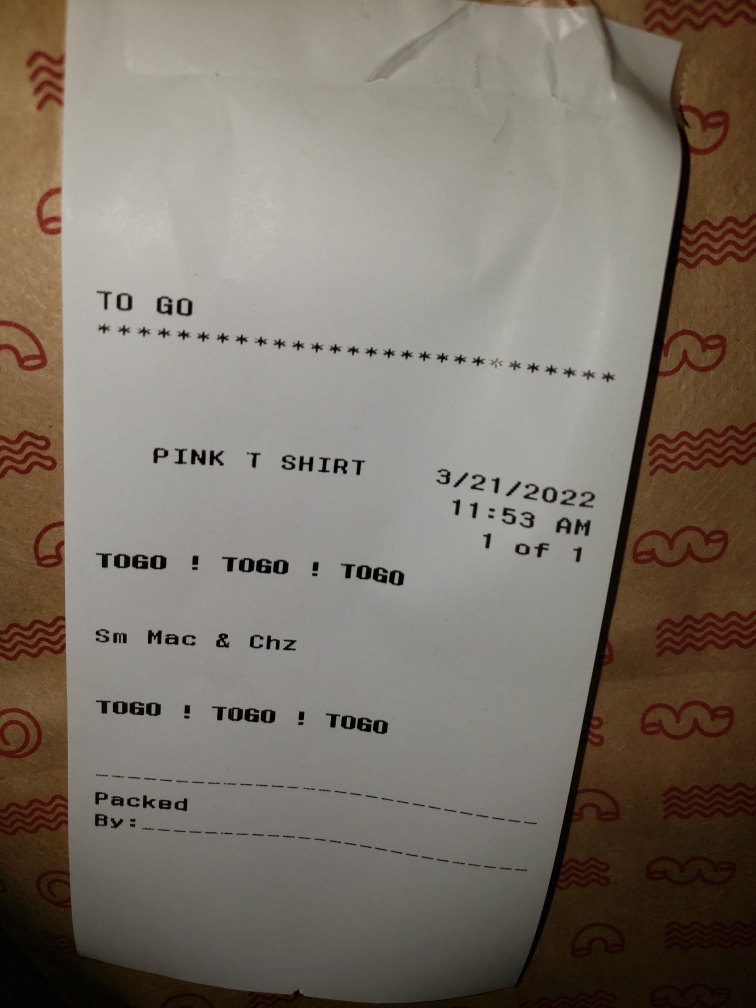 TO GO
****************************
PINK T SHIRT
3/21/2022
11:53 AM
1 of 1
TOGO ! TOGO ! TOGO
Sm Mac & Chz
TOGO ! TOGO ! TOGO
Packed
By: